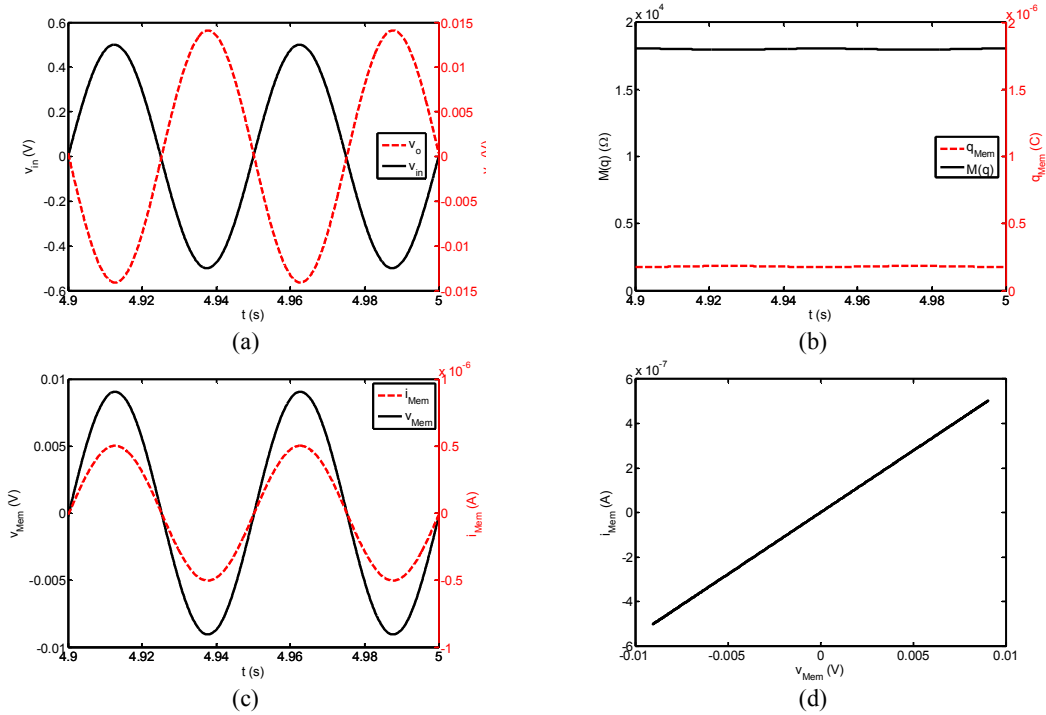 0.6
0.4
0.2
0
-0.2
-0.4
-0.6
v_in (V)
0.015
0.01
0.005
0
-0.005
-0.01
-0.015
(V)
v_o
v_in
4.9 4.92 4.94 4.96 4.98 5
t (s)
(a)
x 10^4
2
1.5
1
0.5
0
M(q) (Ω)
x 10^-6
2
1.5
1
0.5
0
q_Mem (C)
q_Mem
M(q)
4.9 4.92 4.94 4.96 4.98 5
t (s)
(b)
0.01
0.005
0
-0.005
-0.01
v_Mem (V)
x 10^-6
1
0.5
0
-0.5
-1
i_Mem (A)
i_Mem
v_Mem
4.9 4.92 4.94 4.96 4.98 5
t (s)
(c)
x 10^-7
6
4
2
0
-2
-4
-6
i_Mem (A)
-0.01 -0.005 0 0.005 0.01
v_Mem (V)
(d)